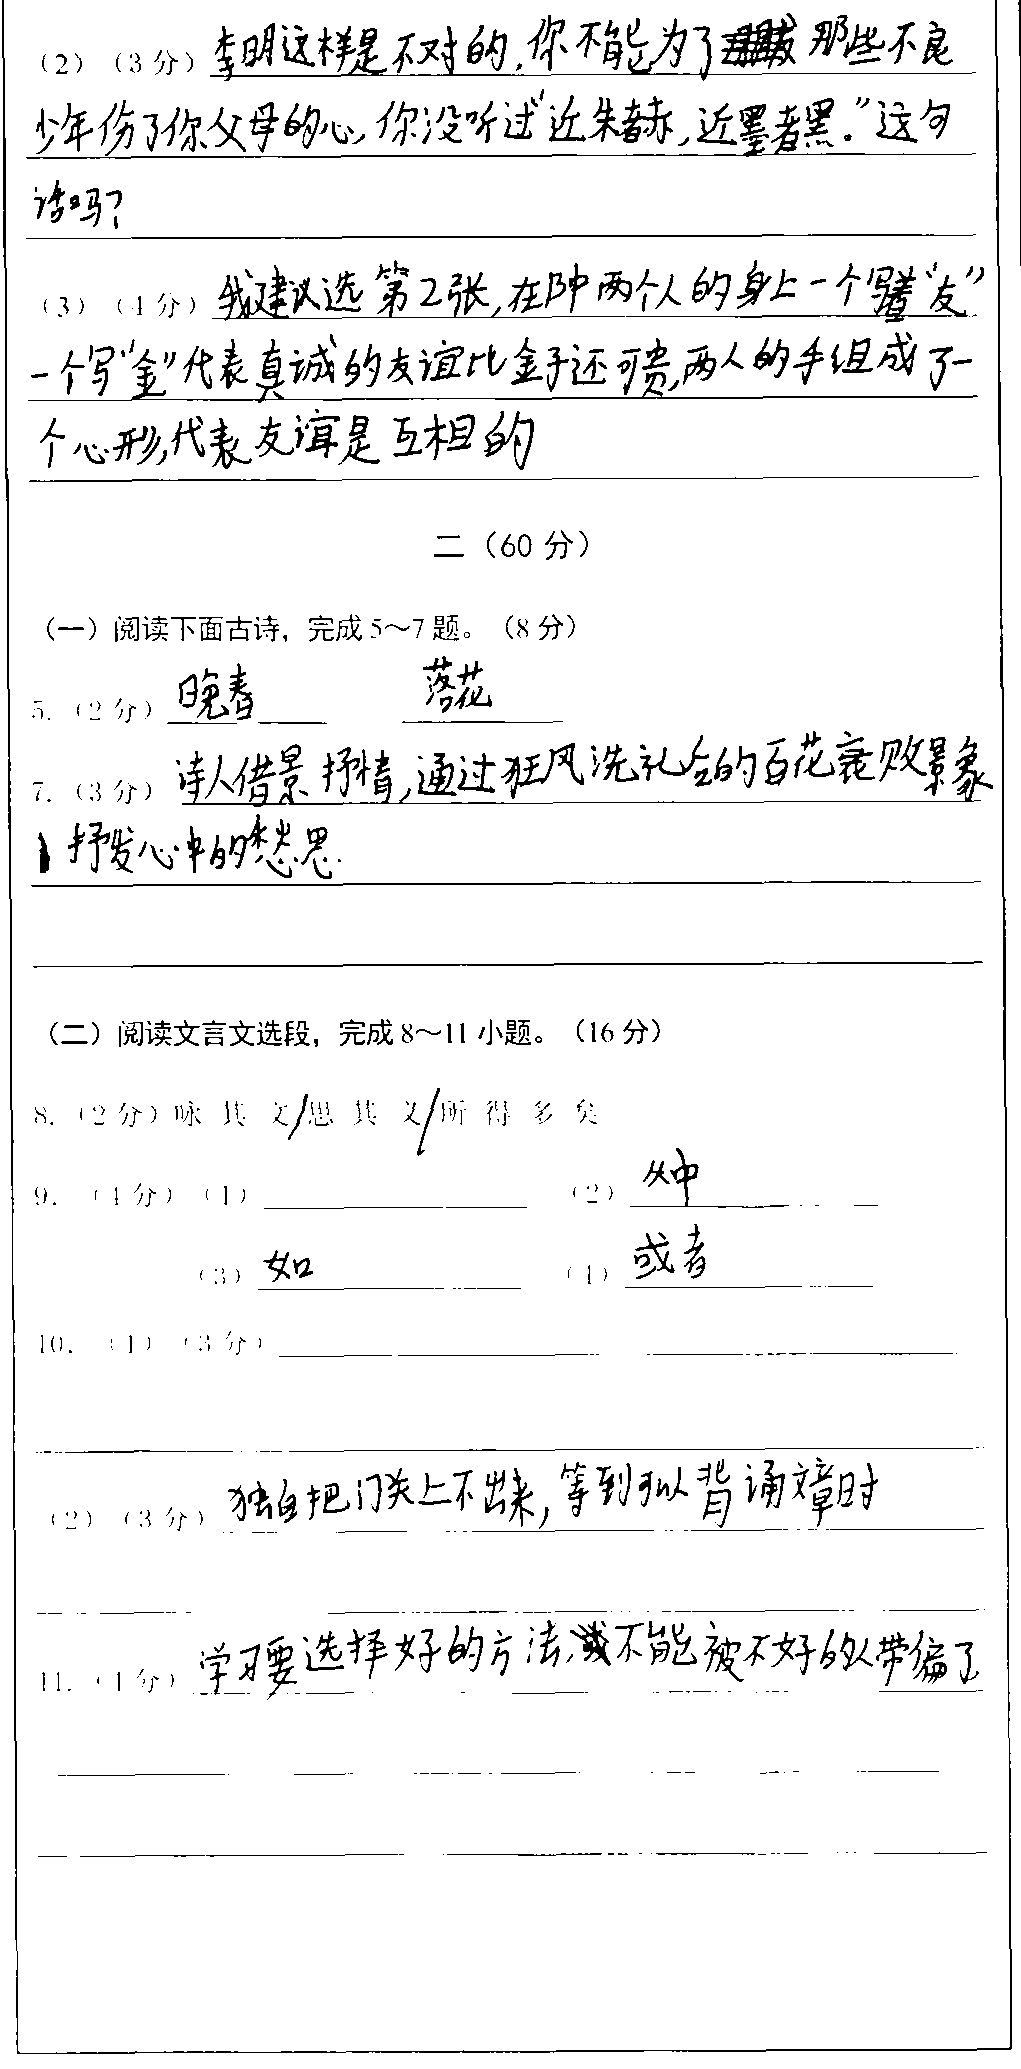 （2）（3分）李明这样是不对的，你不能为了那些不良
少年伤了你父母的心，你没听过“近朱者赤，近墨者黑。”这句
话吗？
（3）（4分）我建议选第2张，在图中两个人的身上一个写着“友”
一个写“金”代表真诚的友谊比金子还可贵，两人的手组成了一
个心形，代表友谊是互相的
二（60分）
（一）阅读下面古诗，完成5～7题。（8分）
5.（2分）晚春 落花
7.（3分）诗人借景抒情，通过狂风洗礼后的百花衰败景象
抒发心中的愁思.
（二）阅读文言文选段，完成8～11小题。（16分）
8.（2分）咏 其 文/思 其 义/所 得 多 矣
9.（4分）（1） （2）从中
（3）如 （4）或者
10.（1）（3分）
（2）（3分）独自把门关上不出来，等到可以背诵文章时
11.（4分）学习要选择好的方法，不能被不好的人带偏了